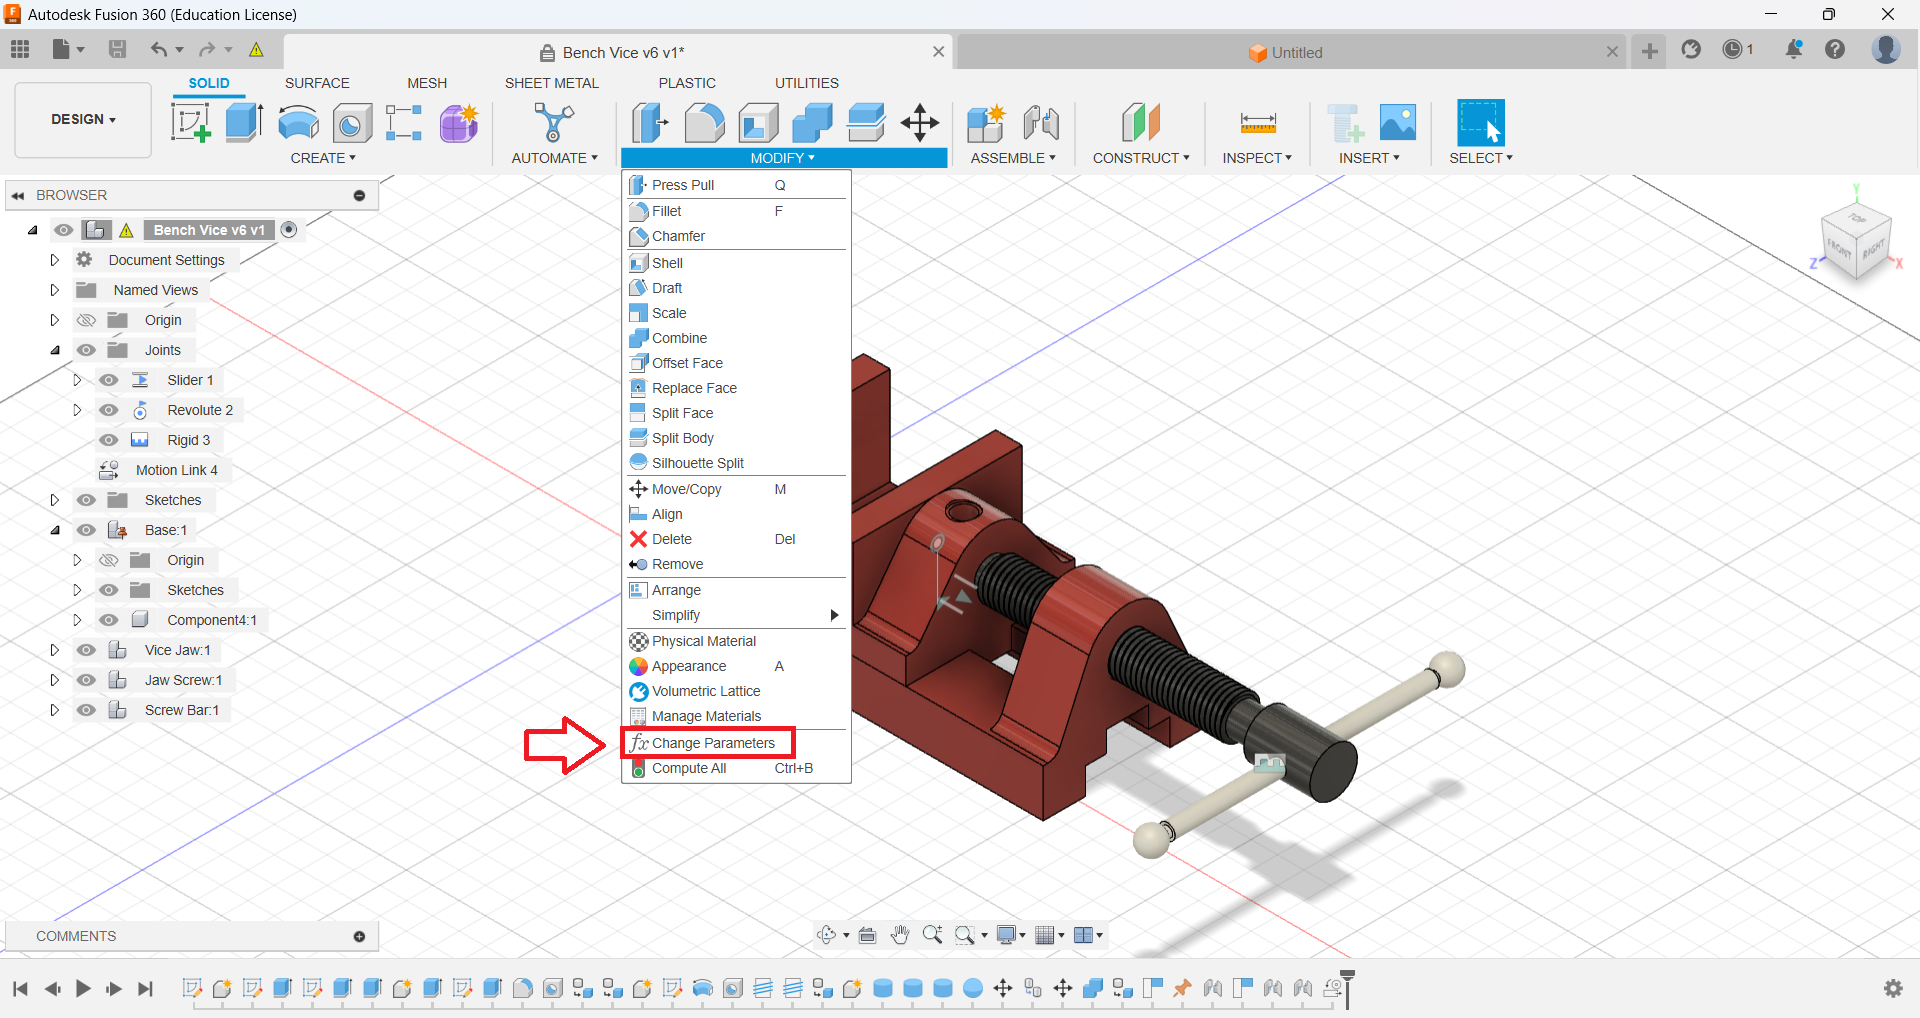 Autodesk Fusion 360 (Education License)
Bench Vice v6 v1*
Untitled
1
DESIGN
SOLID
SURFACE
MESH
SHEET METAL
PLASTIC
UTILITIES
CREATE
AUTOMATE
MODIFY
ASSEMBLE
CONSTRUCT
INSPECT
INSERT
SELECT
BROWSER
Bench Vice v6 v1
Document Settings
Named Views
Origin
Joints
Slider 1
Revolute 2
Rigid 3
Motion Link 4
Sketches
Base:1
Origin
Sketches
Component4:1
Vice Jaw:1
Jaw Screw:1
Screw Bar:1
Press Pull Q
Fillet F
Chamfer
Shell
Draft
Scale
Combine
Offset Face
Replace Face
Split Face
Split Body
Silhouette Split
Move/Copy M
Align
Delete Del
Remove
Arrange
Simplify
Physical Material
Appearance A
Volumetric Lattice
Manage Materials
fx Change Parameters
Compute All Ctrl+B
Y
TOP
FRONT
RIGHT
Z
X
COMMENTS